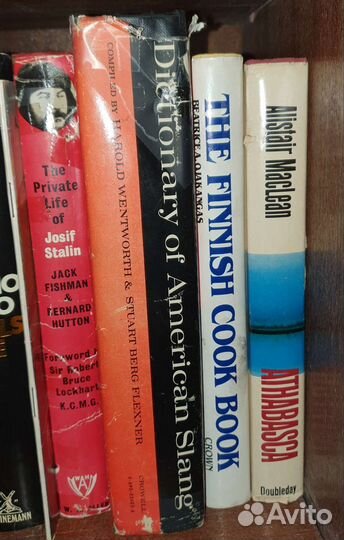 NEMANN
The
Private
Life
of
Josif
Stalin
JACK
FISHMAN
&
BERNARD
HUTTON
Foreword by
Sir Robert
Bruce
Lockhart
K.C.M.G.
COMPILED BY HAROLD WENTWORTH & STUART BERG FLEXNER
CROWELL
Dictionary of American Slang
BEATRICE A. OJAKANGAS
THE FINNISH COOK BOOK
CROWN
Alistair MacLean
ATHABASCA
Doubleday
Avito